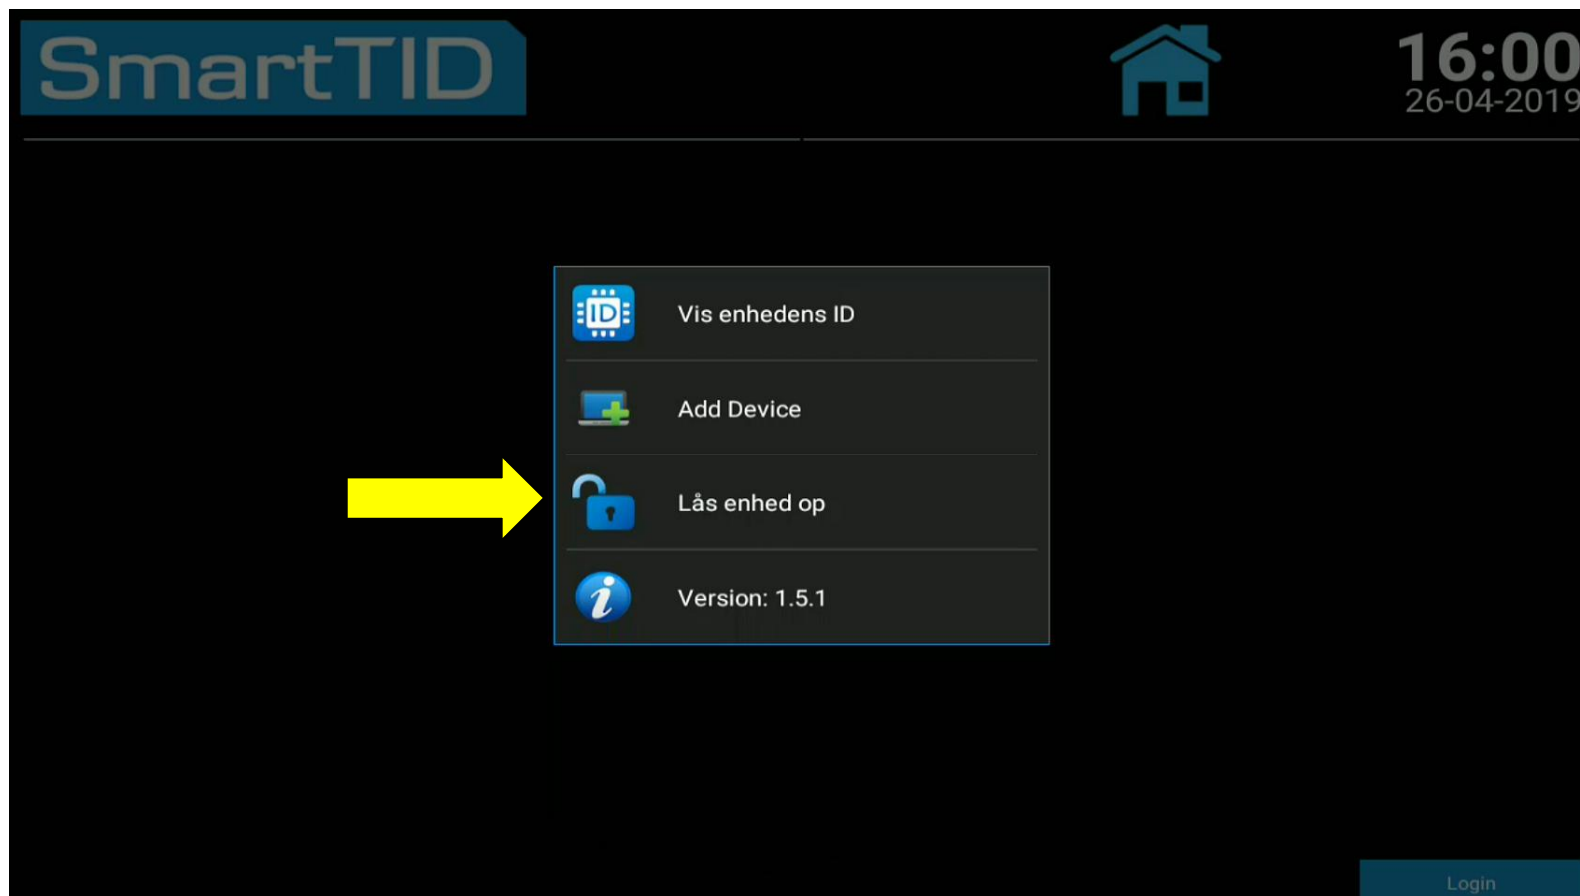 SmartTID
16:00
26-04-2019
ID
Vis enhedens ID
Add Device
Lås enhed op
i
Version: 1.5.1
Login